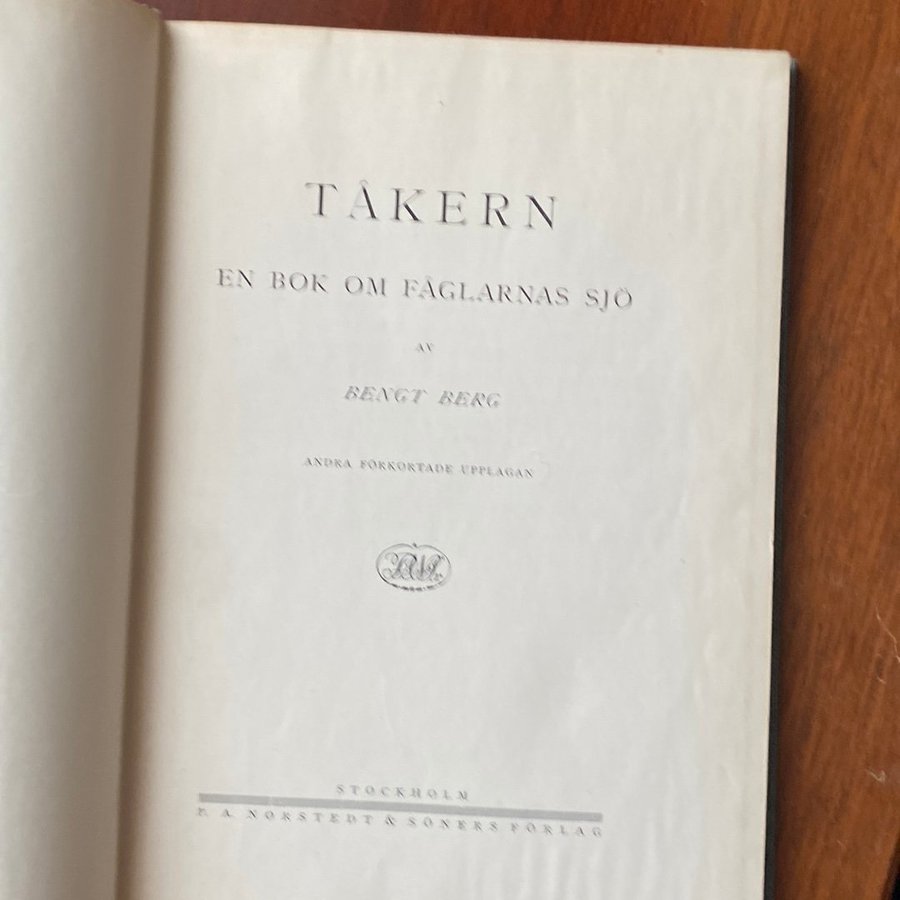 TÅKERN
EN BOK OM FÅGLARNAS SJÖ
AV
BENGT BERG
ANDRA FÖRKORTADE UPPLAGAN
STOCKHOLM
P. A. NORSTEDT & SÖNERS FÖRLAG